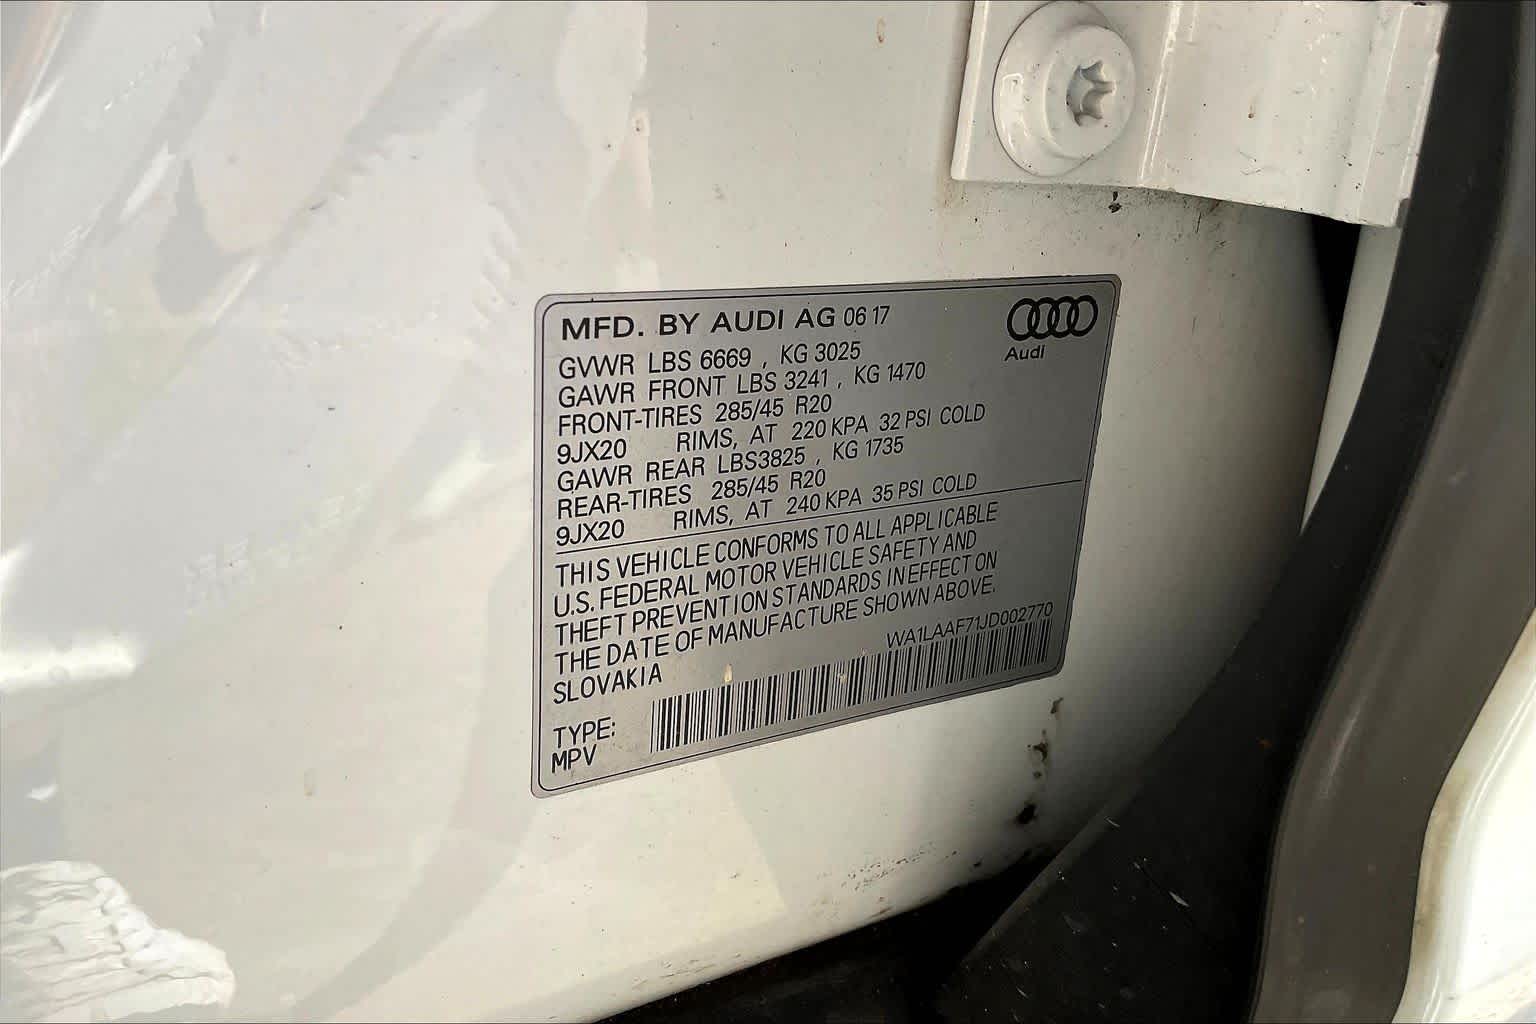 MFD. BY AUDI AG 06 17
Audi
GVWR LBS 6669 , KG 3025
GAWR FRONT LBS 3241 , KG 1470
FRONT-TIRES 285/45 R20
9JX20 RIMS, AT 220 KPA 32 PSI COLD
GAWR REAR LBS3825 , KG 1735
REAR-TIRES 285/45 R20
9JX20 RIMS, AT 240 KPA 35 PSI COLD
THIS VEHICLE CONFORMS TO ALL APPLICABLE
U.S. FEDERAL MOTOR VEHICLE SAFETY AND
THEFT PREVENTION STANDARDS IN EFFECT ON
THE DATE OF MANUFACTURE SHOWN ABOVE.
SLOVAKIA
WA1LAAF71JD002770
TYPE:
MPV